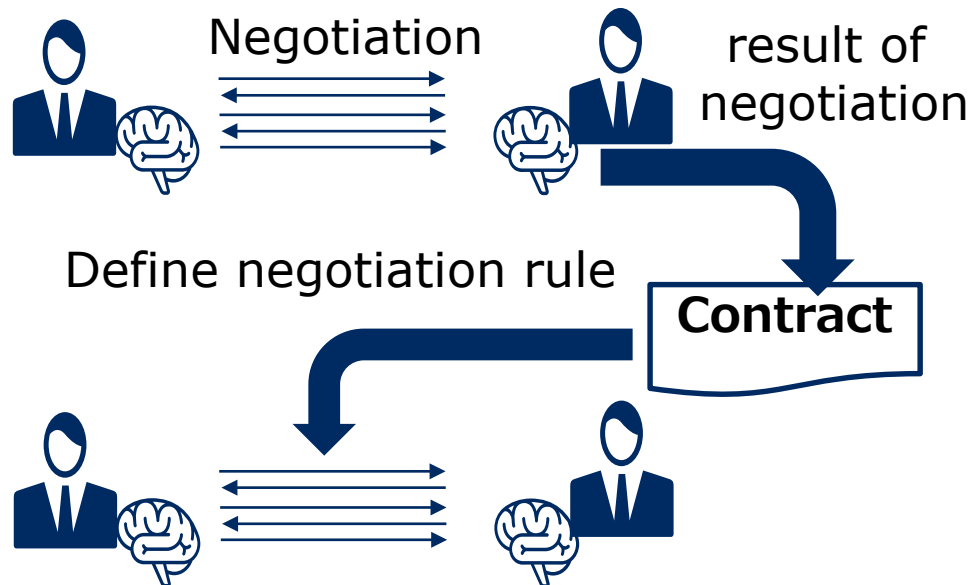 Negotiation
result of
negotiation
Define negotiation rule
Contract